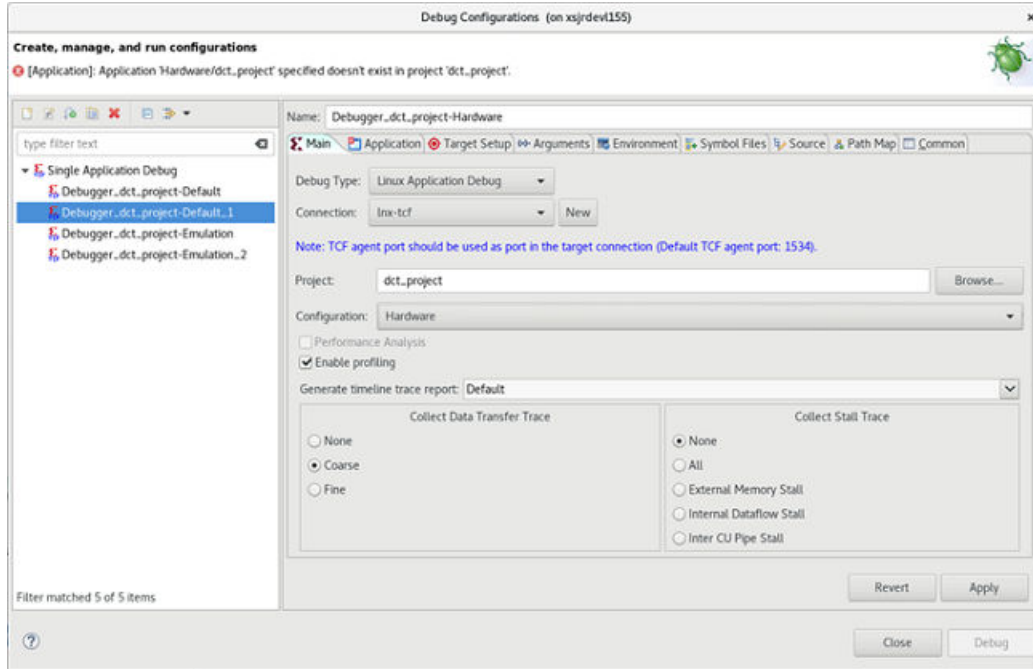 Debug Configurations (on xsjrdevl155)
Create, manage, and run configurations
[Application]: Application 'Hardware/dct_project' specified doesn't exist in project 'dct_project'.
type filter text
Single Application Debug
Debugger_dct_project-Default
Debugger_dct_project-Default_1
Debugger_dct_project-Emulation
Debugger_dct_project-Emulation_2
Filter matched 5 of 5 items
Name: Debugger_dct_project-Hardware
Main Application Target Setup Arguments Environment Symbol Files Source Path Map Common
Debug Type: Linux Application Debug
Connection: lnx-tcf New
Note: TCF agent port should be used as port in the target connection (Default TCF agent port: 1534).
Project: dct_project Browse...
Configuration: Hardware
Performance Analysis
Enable profiling
Generate timeline trace report: Default
Collect Data Transfer Trace
None
Coarse
Fine
Collect Stall Trace
None
All
External Memory Stall
Internal Dataflow Stall
Inter CU Pipe Stall
Revert Apply
Close Debug